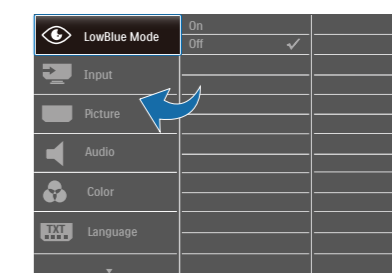 LowBlue Mode
On
Off
Input
Picture
Audio
Color
TXT
Language